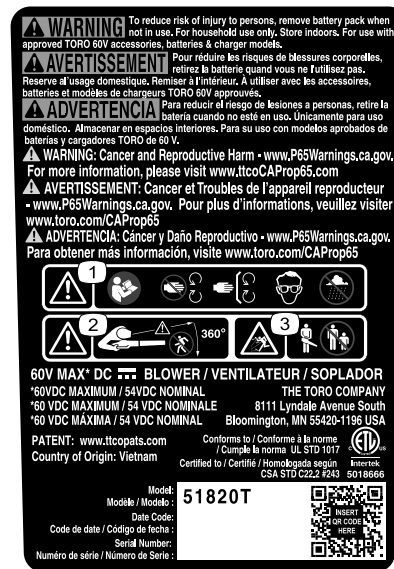 WARNING To reduce risk of injury to persons, remove battery pack when
not in use. For household use only. Store indoors. For use with
approved TORO 60V accessories, batteries & charger models.
AVERTISSEMENT Pour réduire les risques de blessures corporelles,
retirez la batterie quand vous ne l'utilisez pas.
Reserve al'usage domestique. Remiser à l'intérieur. A utiliser avec les accessoires,
batteries et modèles de chargeurs TORO 60V approuvés.
ADVERTENCIA Para reducir el riesgo de lesiones a personas, retire la
batería cuando no esté en uso. Únicamente para uso
doméstico. Almacenar en espacios interiores. Para su uso con modelos aprobados de
baterías y cargadores TORO de 60 V.
WARNING: Cancer and Reproductive Harm - www.P65Warnings.ca.gov.
For more information, please visit www.ttcoCAProp65.com
AVERTISSEMENT: Cancer et Troubles de l'appareil reproducteur
- www.P65Warnings.ca.gov. Pour plus d'informations, veuillez visiter
www.toro.com/CAProp65
ADVERTENCIA: Cáncer y Daño Reproductivo - www.P65Warnings.ca.gov.
Para obtener más información, visite www.toro.com/CAProp65
1
2
360°
3
60V MAX* DC BLOWER / VENTILATEUR / SOPLADOR
*60VDC MAXIMUM / 54VDC NOMINAL
*60 VDC MAXIMUM / 54 VDC NOMINALE
*60 VDC MÁXIMA / 54 VDC NOMINAL
THE TORO COMPANY
8111 Lyndale Avenue South
Bloomington, MN 55420-1196 USA
PATENT: www.ttcopats.com
Country of Origin: Vietnam
Conforms to / Conforme à la norme
/ Cumple la norma UL STD 1017
Certified to / Certifié / Homologada según
CSA STD C22.2 #243
c ETL us
Intertek
5018666
Model:
Modèle / Modelo :
51820T
Date Code:
Code de date / Código de fecha :
Serial Number:
Numéro de série / Número de Serie :
INSERT
QR CODE
HERE